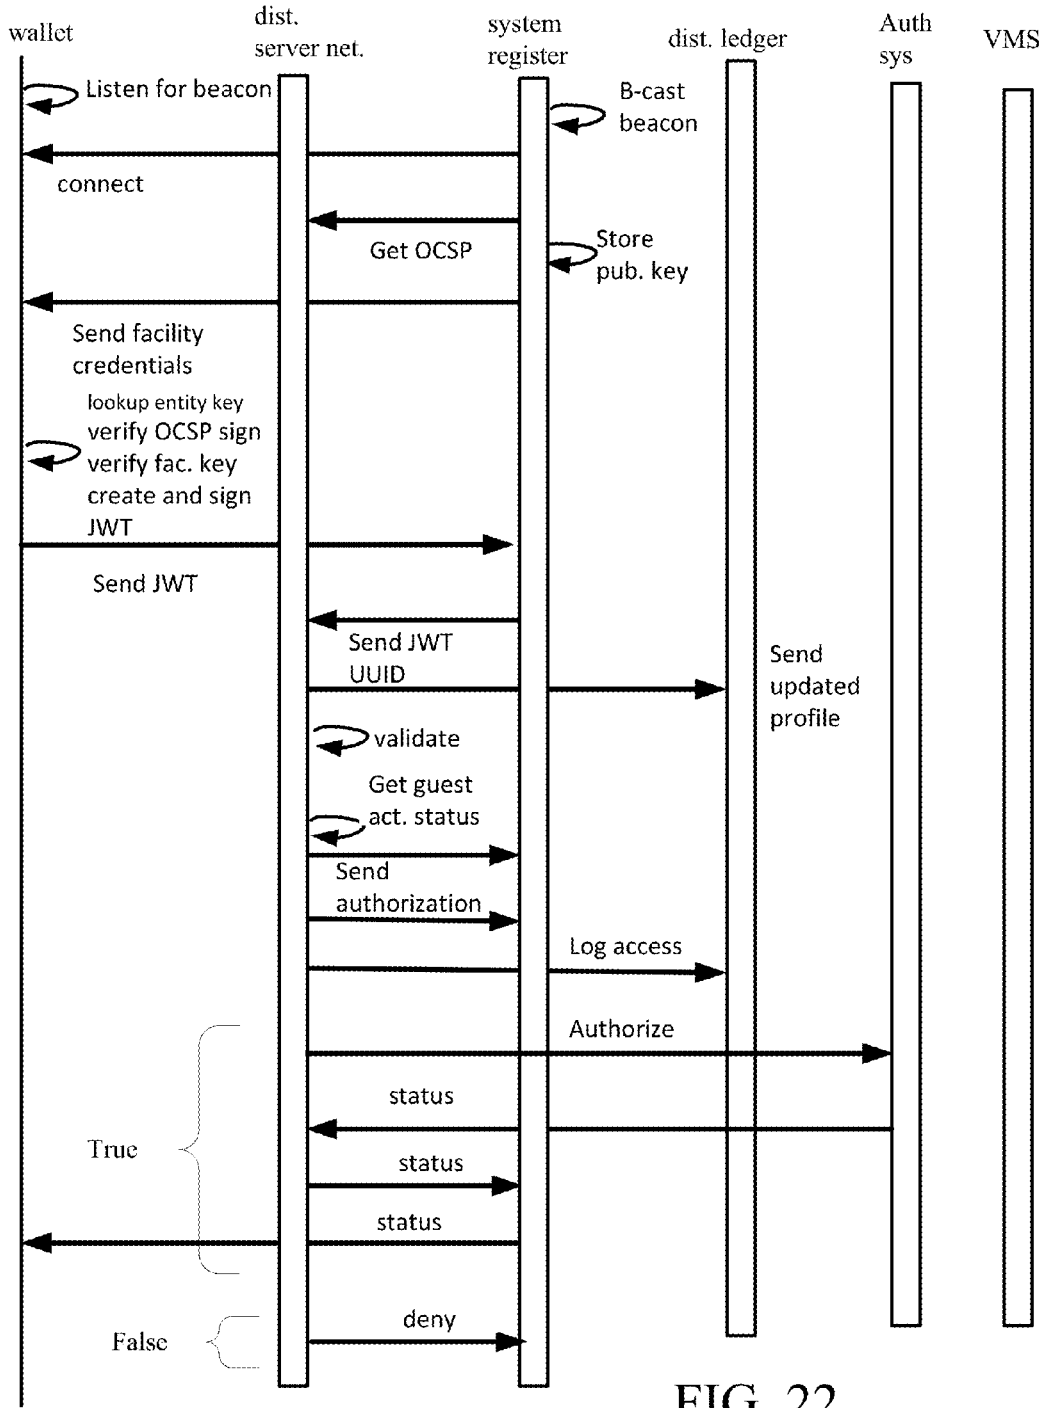 wallet
dist.
server net.
system
register
dist. ledger
Auth
sys
VMS
Listen for beacon
B-cast
beacon
connect
Get OCSP
Store
pub. key
Send facility
credentials
lookup entity key
verify OCSP sign
verify fac. key
create and sign
JWT
Send JWT
Send JWT
UUID
Send
updated
profile
validate
Get guest
act. status
Send
authorization
Log access
Authorize
status
True
status
status
deny
False
FIG. 22